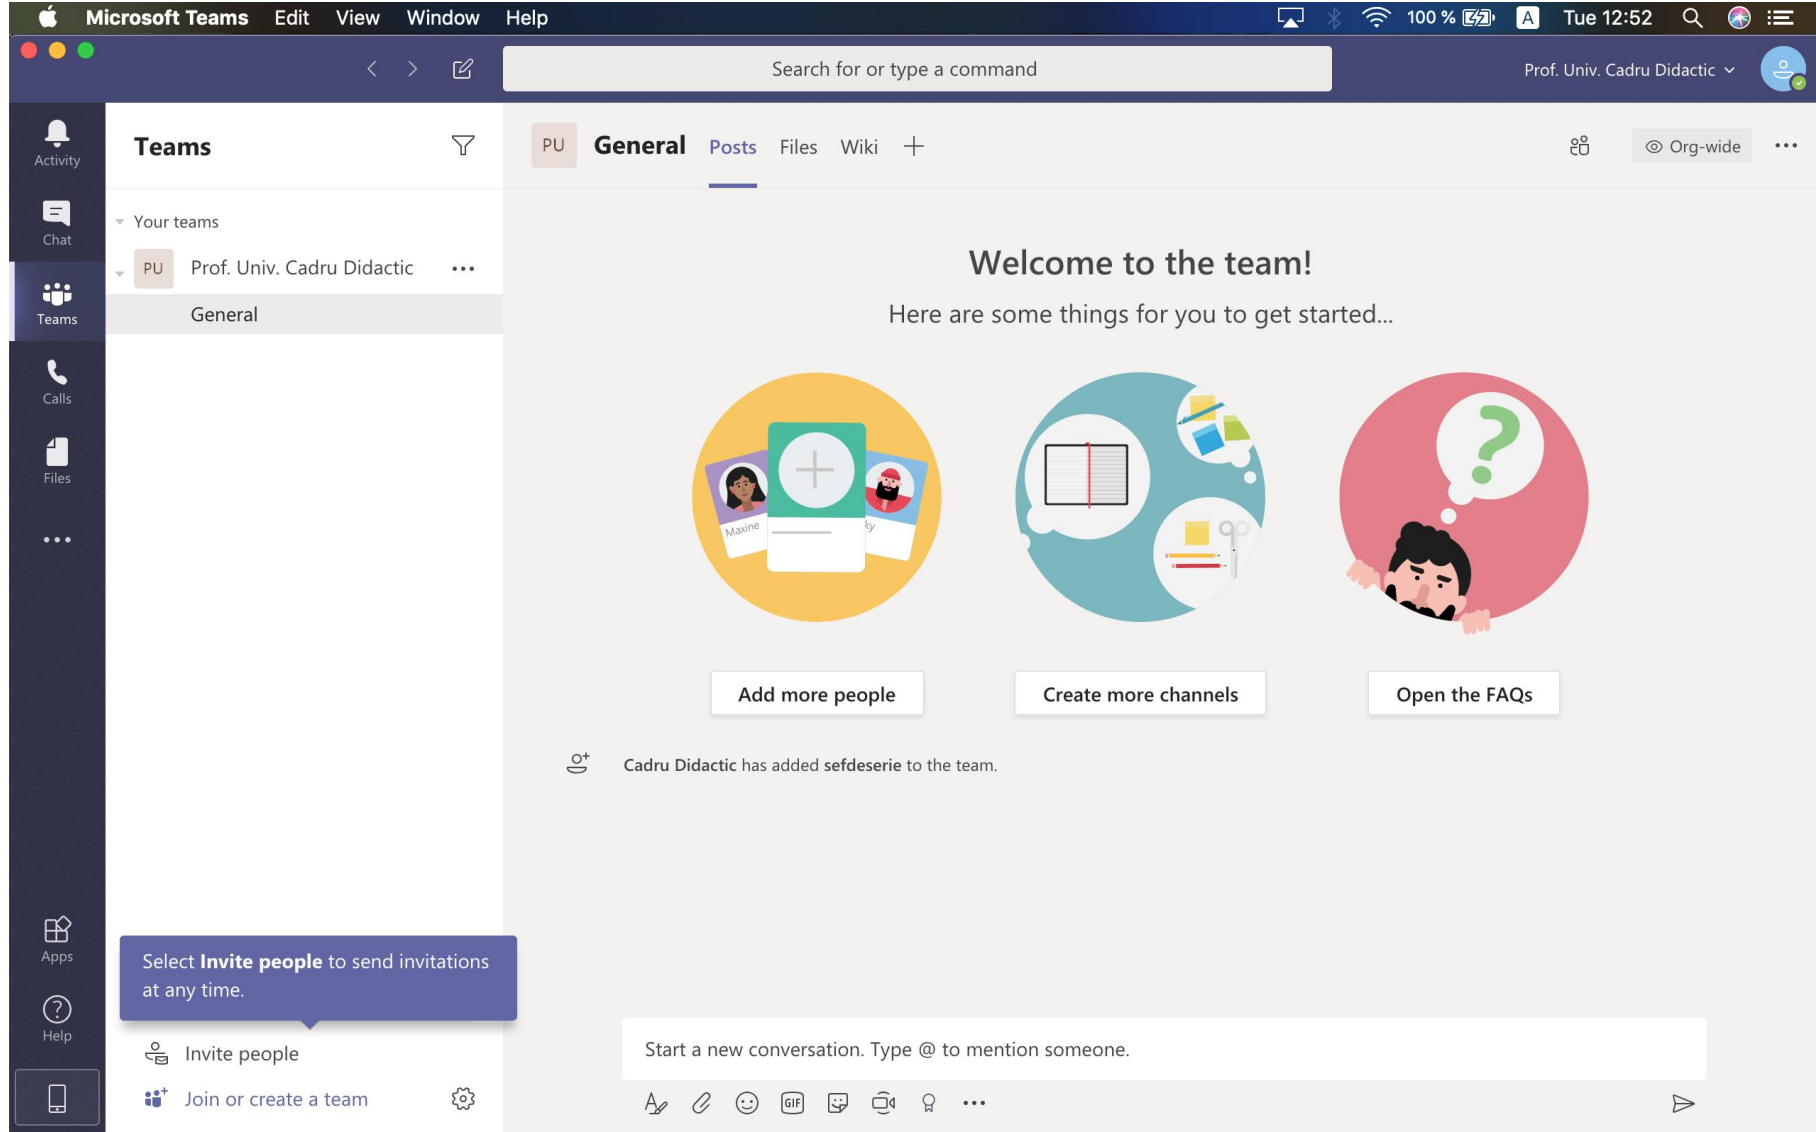 Microsoft Teams Edit View Window Help 100 % A Tue 12:52
Search for or type a command
Prof. Univ. Cadru Didactic
Activity
Chat
Teams
Calls
Files
Apps
Help
Teams
Your teams
PU Prof. Univ. Cadru Didactic
General
Select Invite people to send invitations
at any time.
Invite people
Join or create a team
PU General Posts Files Wiki
Org-wide
Welcome to the team!
Here are some things for you to get started...
Maxine
ky
Add more people
Create more channels
Open the FAQs
Cadru Didactic has added sefdeserie to the team.
Start a new conversation. Type @ to mention someone.
GIF